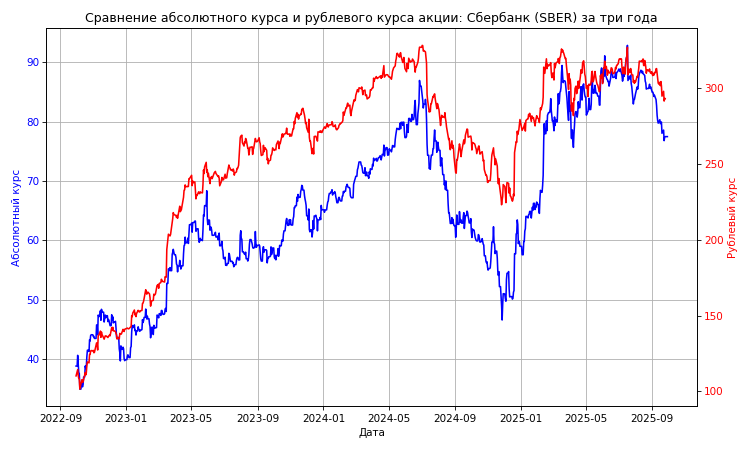 Сравнение абсолютного курса и рублевого курса акции: Сбербанк (SBER) за три года
Абсолютный курс
90
80
70
60
50
40
300
250
200
150
100
Рублевый курс
2022-09 2023-01 2023-05 2023-09 2024-01 2024-05 2024-09 2025-01 2025-05 2025-09
Дата